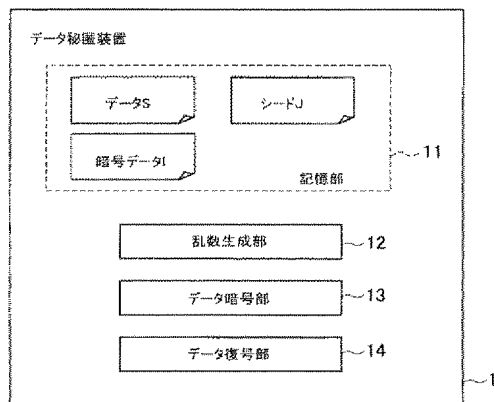 データ秘匿装置
データS
シードJ
暗号データI
記憶部
11
乱数生成部
12
データ暗号部
13
データ復号部
14
1